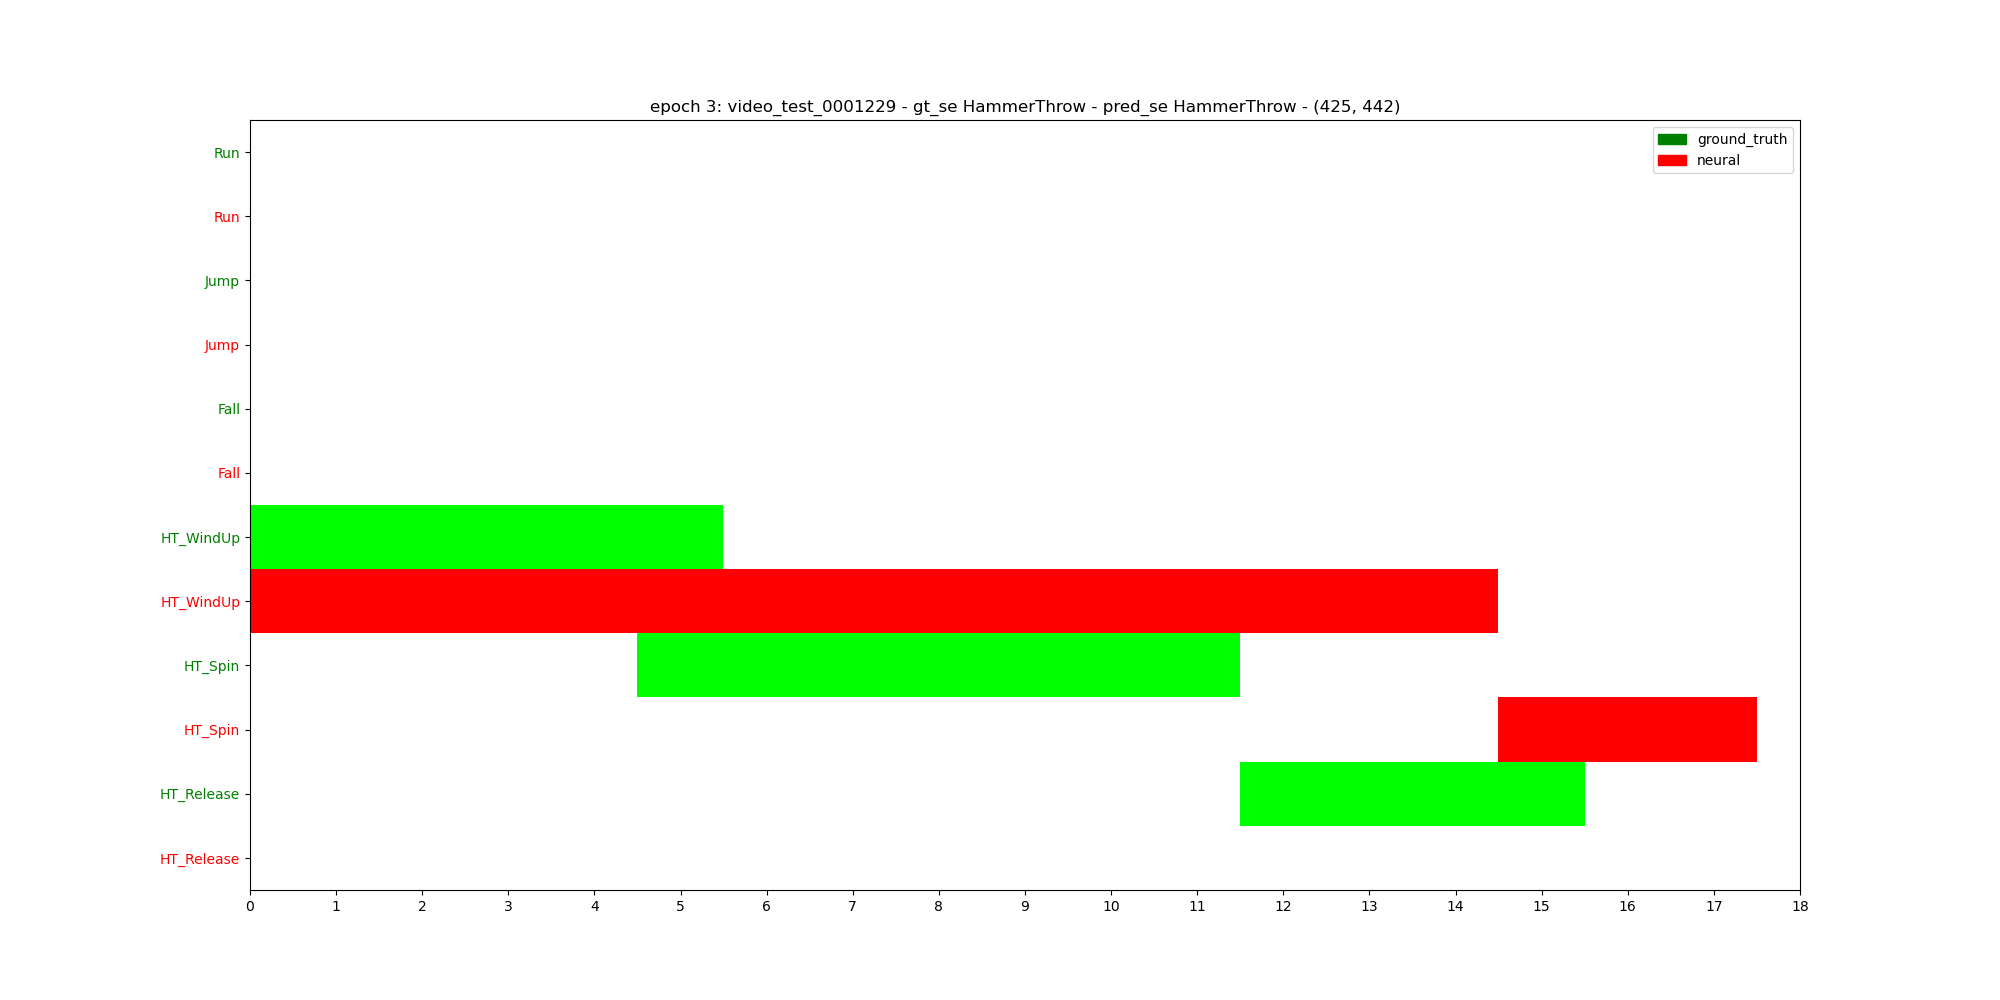 epoch 3: video_test_0001229 - gt_se HammerThrow - pred_se HammerThrow - (425, 442)
ground_truth
neural
Run
Run
Jump
Jump
Fall
Fall
HT_WindUp
HT_WindUp
HT_Spin
HT_Spin
HT_Release
HT_Release
0 1 2 3 4 5 6 7 8 9 10 11 12 13 14 15 16 17 18